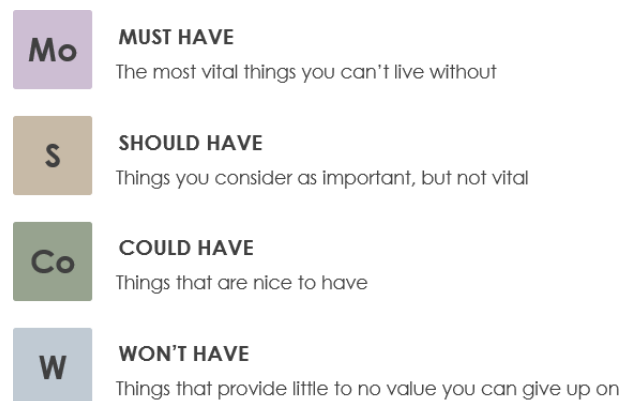 Mo
MUST HAVE
The most vital things you can't live without
S
SHOULD HAVE
Things you consider as important, but not vital
Co
COULD HAVE
Things that are nice to have
W
WON'T HAVE
Things that provide little to no value you can give up on